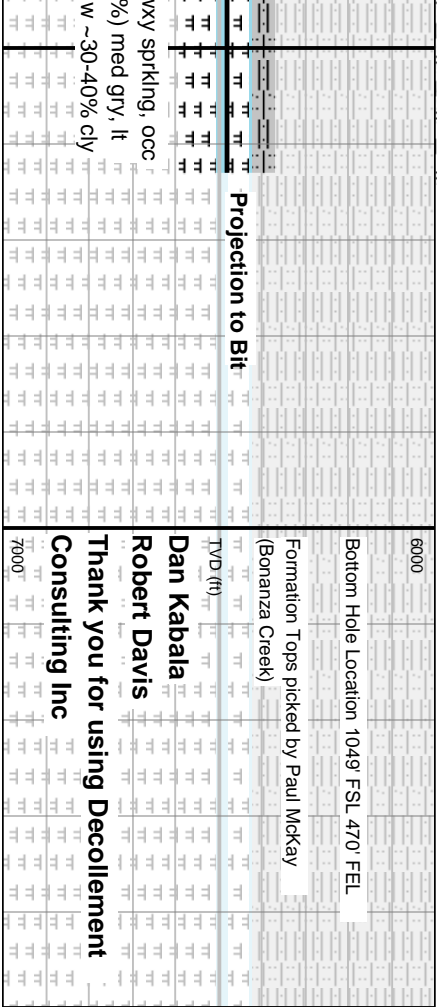 wxy sprklng, occ
%) med gry, lt
w ~30-40% cly
Projection to Bit
6000
Bottom Hole Location 1049' FSL 470' FEL
Formation Tops picked by Paul McKay
(Bonanza Creek)
TVD (ft)
Dan Kabala
Robert Davis
Thank you for using Decollement
Consulting Inc
7000